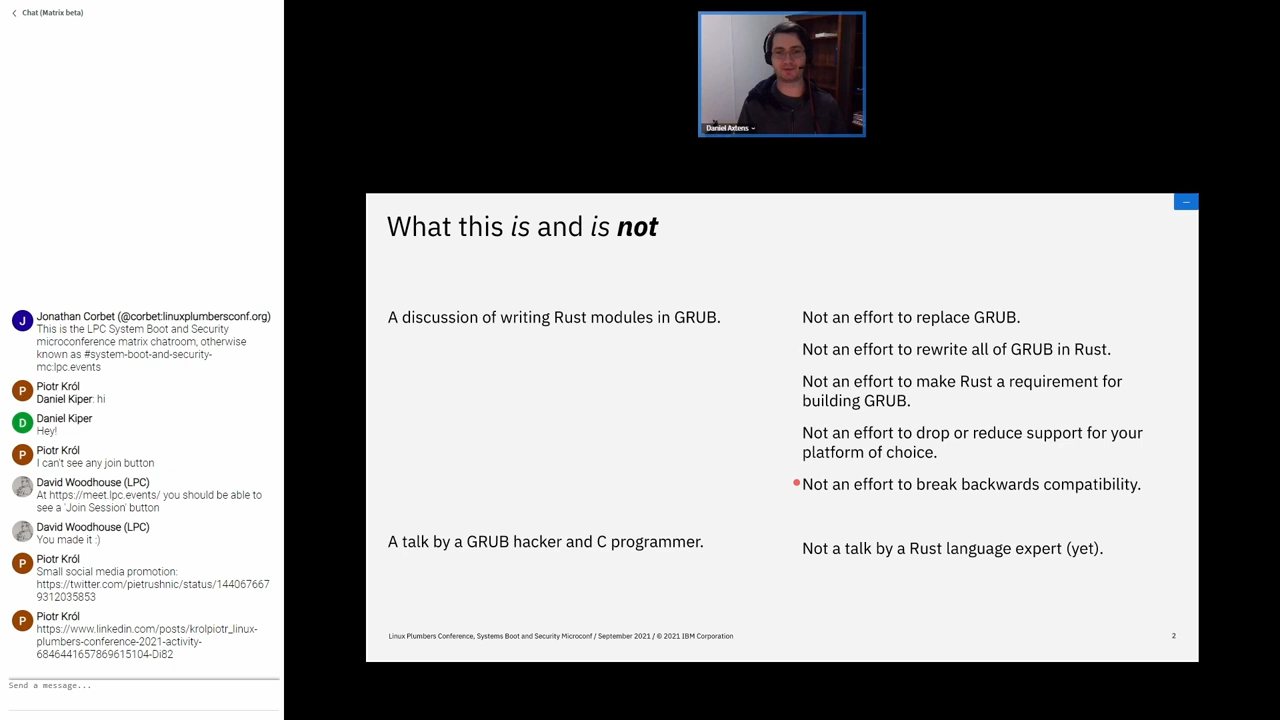 Chat (Matrix beta)
Jonathan Corbet (@corbet:linuxplumbersconf.org)
This is the LPC System Boot and Security
microconference matrix chatroom, otherwise
known as #system-boot-and-security-
mc:lpc.events
Piotr Król
Daniel Kiper: hi
Daniel Kiper
Hey!
Piotr Król
I can't see any join button
David Woodhouse (LPC)
At https://meet.lpc.events/ you should be able to
see a 'Join Session' button
David Woodhouse (LPC)
You made it :)
Piotr Król
Small social media promotion:
https://twitter.com/pietrushnic/status/144067667
9312035853
Piotr Król
https://www.linkedin.com/posts/krolpiotr_linux-
plumbers-conference-2021-activity-
6846441657869615104-Di82
Send a message...
Daniel Axtens
What this is and is not
A discussion of writing Rust modules in GRUB.
A talk by a GRUB hacker and C programmer.
Not an effort to replace GRUB.
Not an effort to rewrite all of GRUB in Rust.
Not an effort to make Rust a requirement for
building GRUB.
Not an effort to drop or reduce support for your
platform of choice.
Not an effort to break backwards compatibility.
Not a talk by a Rust language expert (yet).
Linux Plumbers Conference, Systems Boot and Security Microconf / September 2021 / © 2021 IBM Corporation
2